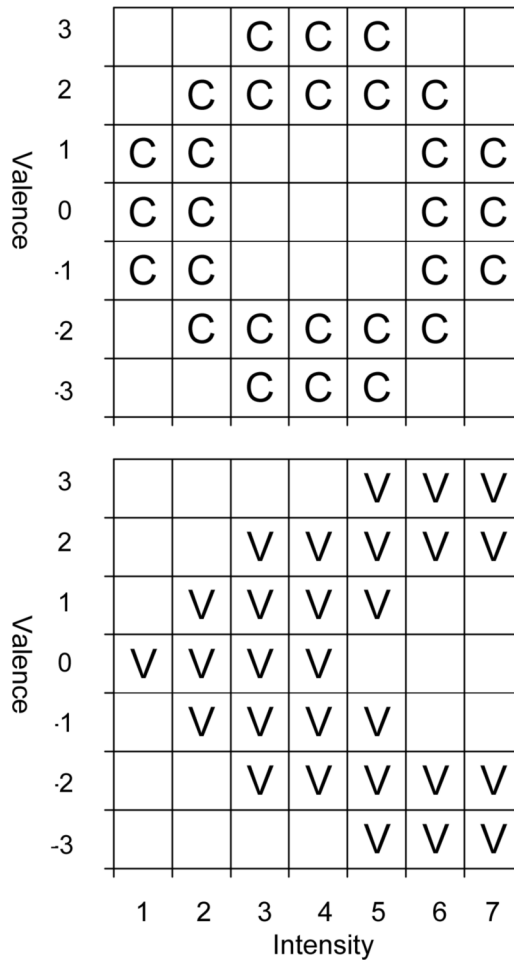 3 C C C
2 C C C C C
1 C C C C
0 C C C C
-1 C C C C
-2 C C C C C
-3 C C C
Valence
3 V V V
2 V V V V V
1 V V V V
0 V V V V
-1 V V V V
-2 V V V V V
-3 V V V
Valence
1 2 3 4 5 6 7
Intensity